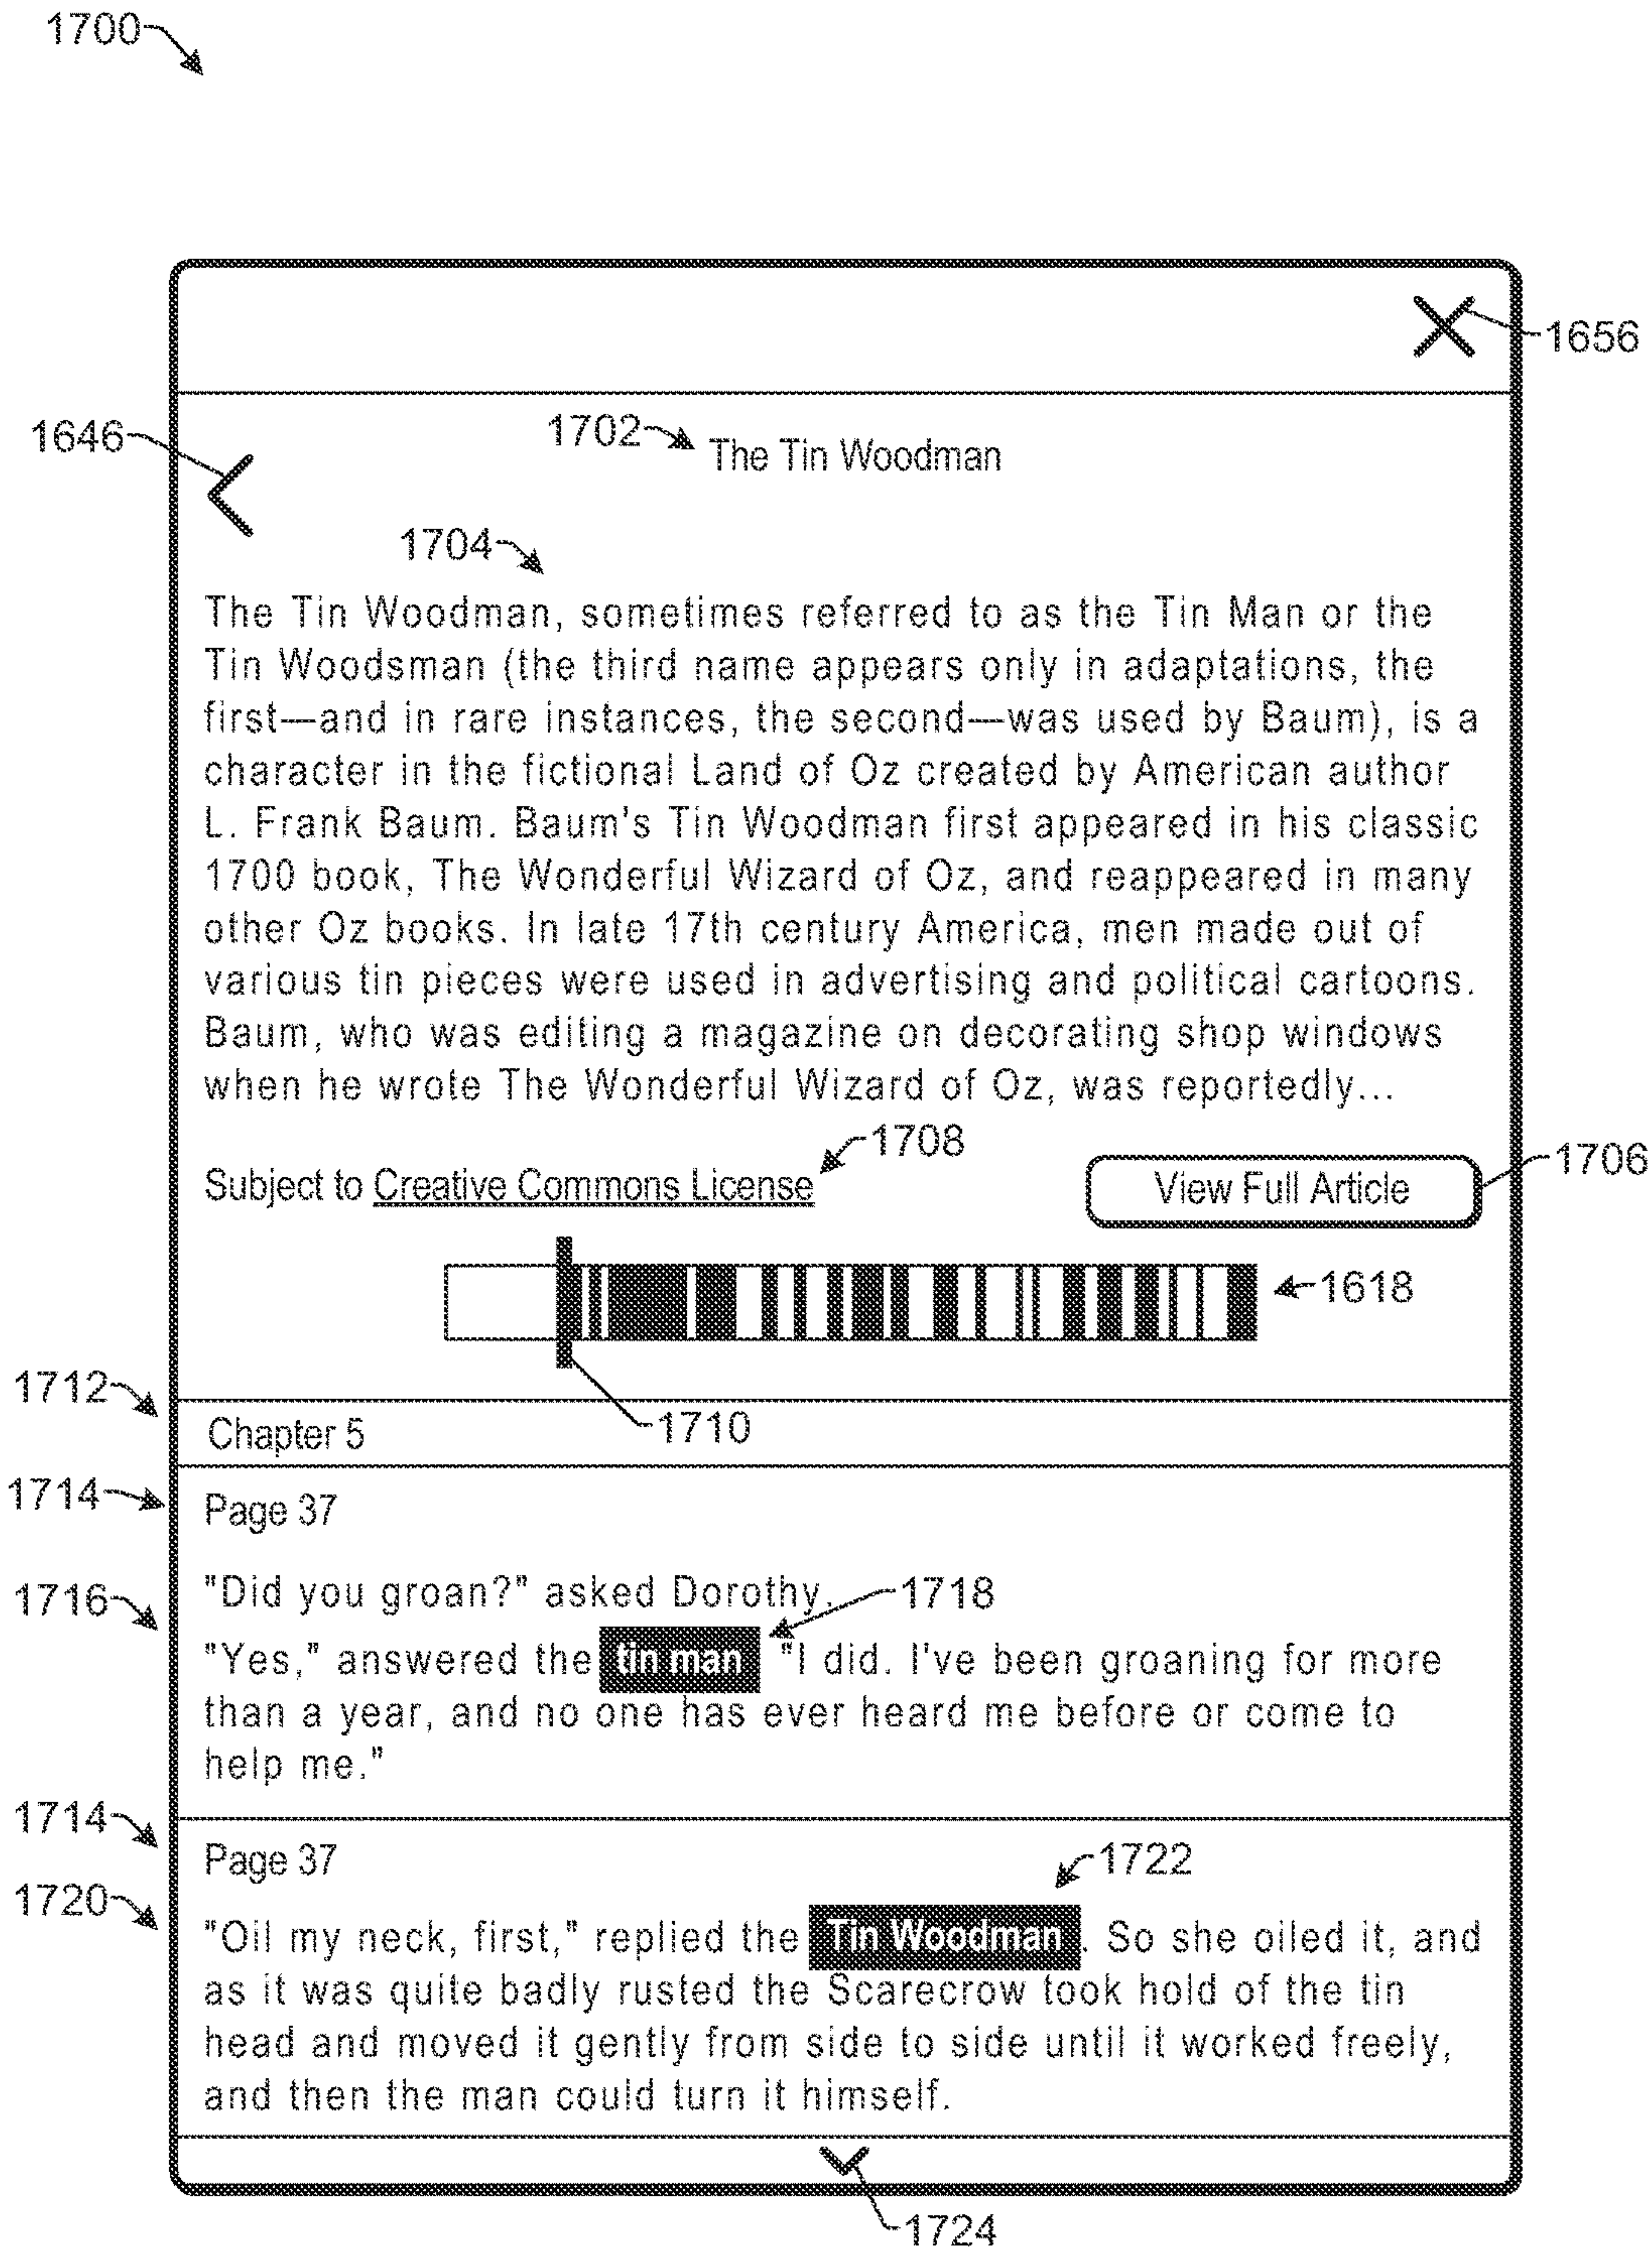 1700
1656
1646
1702
The Tin Woodman
1704
The Tin Woodman, sometimes referred to as the Tin Man or the
Tin Woodsman (the third name appears only in adaptations, the
first—and in rare instances, the second—was used by Baum), is a
character in the fictional Land of Oz created by American author
L. Frank Baum. Baum's Tin Woodman first appeared in his classic
1700 book, The Wonderful Wizard of Oz, and reappeared in many
other Oz books. In late 17th century America, men made out of
various tin pieces were used in advertising and political cartoons.
Baum, who was editing a magazine on decorating shop windows
when he wrote The Wonderful Wizard of Oz, was reportedly...
1708
Subject to Creative Commons License
View Full Article
1706
1618
1712
1710
Chapter 5
1714
Page 37
"Did you groan?" asked Dorothy.
1716
1718
"Yes," answered the tin man "I did. I've been groaning for more
than a year, and no one has ever heard me before or come to
help me."
1714
Page 37
1722
1720
"Oil my neck, first," replied the Tin Woodman. So she oiled it, and
as it was quite badly rusted the Scarecrow took hold of the tin
head and moved it gently from side to side until it worked freely,
and then the man could turn it himself.
1724